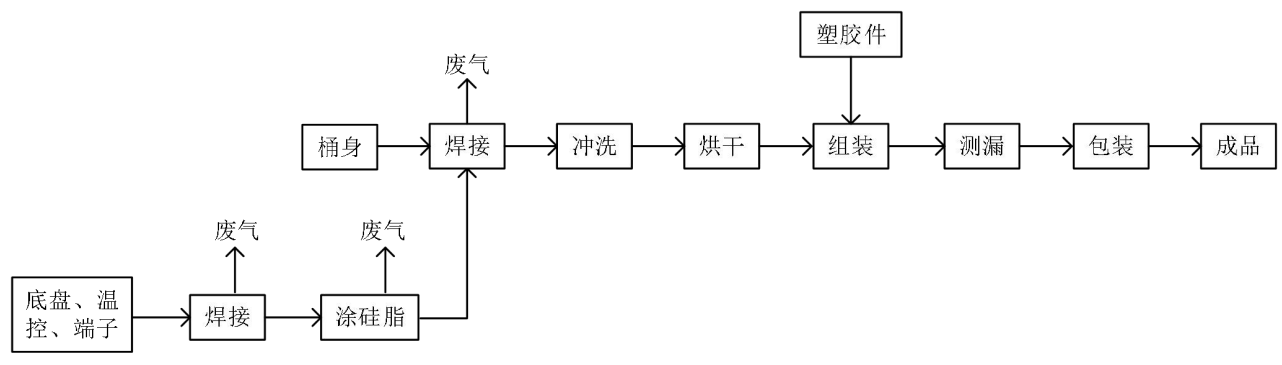 塑胶件
废气
桶身
焊接
冲洗
烘干
组装
测漏
包装
成品
废气
废气
底盘、温
控、端子
焊接
涂硅脂